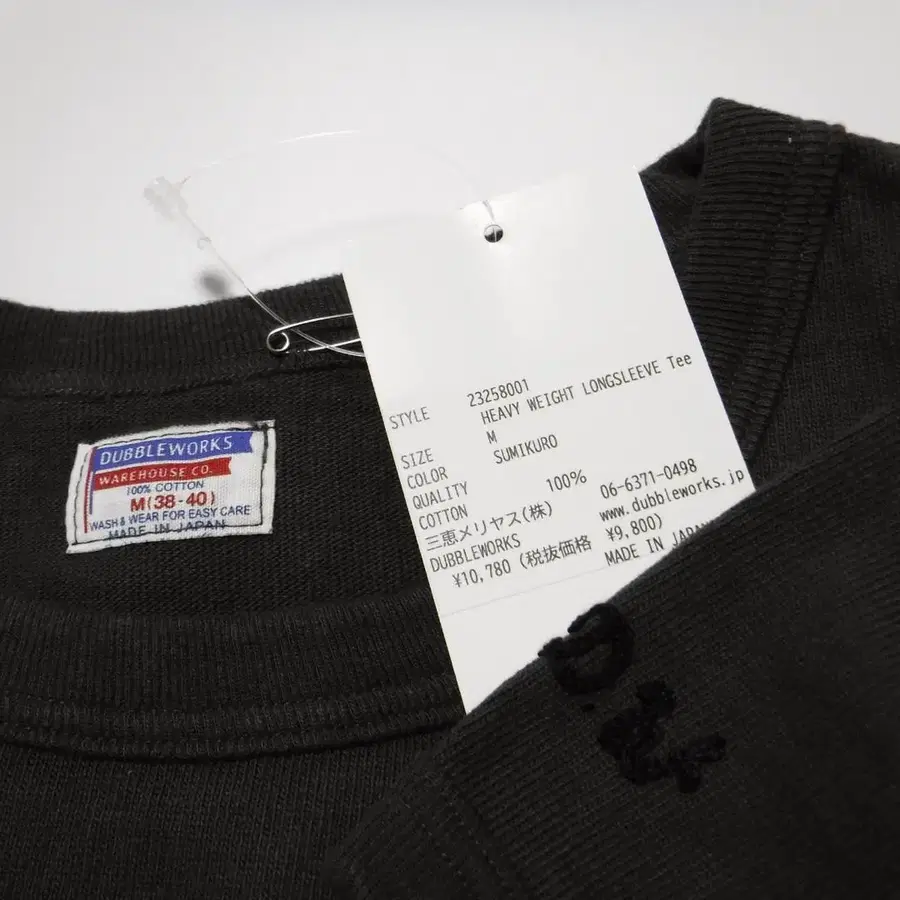 DUBBLEWORKS
WAREHOUSE CO.
100% COTTON
M(38-40)
WASH & WEAR FOR EASY CARE
MADE IN JAPAN
STYLE 23258001
HEAVY WEIGHT LONGSLEEVE Tee
SIZE M
COLOR SUMIKURO
QUALITY
COTTON 100%
三恵メリヤス(株) 06-6371-0498
DUBBLEWORKS www.dubbleworks.jp
¥10,780 (税抜価格 ¥9,800)
MADE IN JAPAN